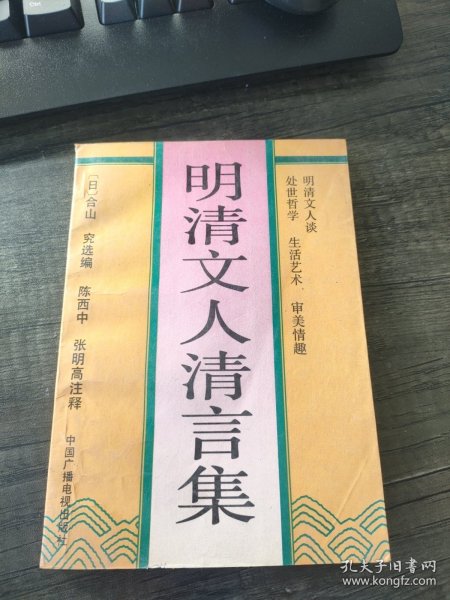 明清文人谈
处世哲学 生活艺术 审美情趣
明清文人清言集
〔日〕合山 究选编 陈西中 张明高注释
中国广播电视出版社
孔夫子旧书网
www.kongfz.com